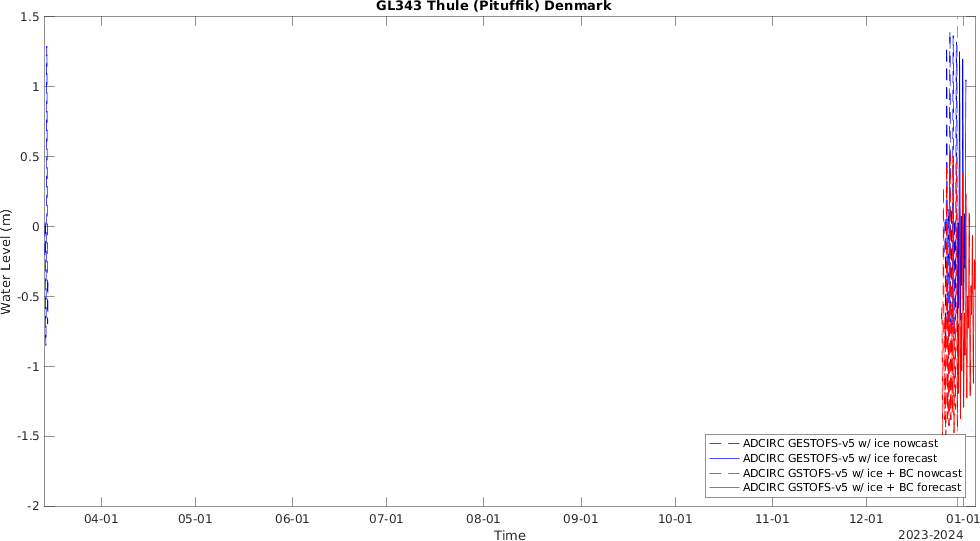 GL343 Thule (Pituffik) Denmark
1.5
1
0.5
0
-0.5
-1
-1.5
-2
Water Level (m)
ADCIRC GESTOFS-v5 w/ ice nowcast
ADCIRC GESTOFS-v5 w/ ice forecast
ADCIRC GSTOFS-v5 w/ ice + BC nowcast
ADCIRC GSTOFS-v5 w/ ice + BC forecast
04-01 05-01 06-01 07-01 08-01 09-01 10-01 11-01 12-01 01-01
Time
2023-2024